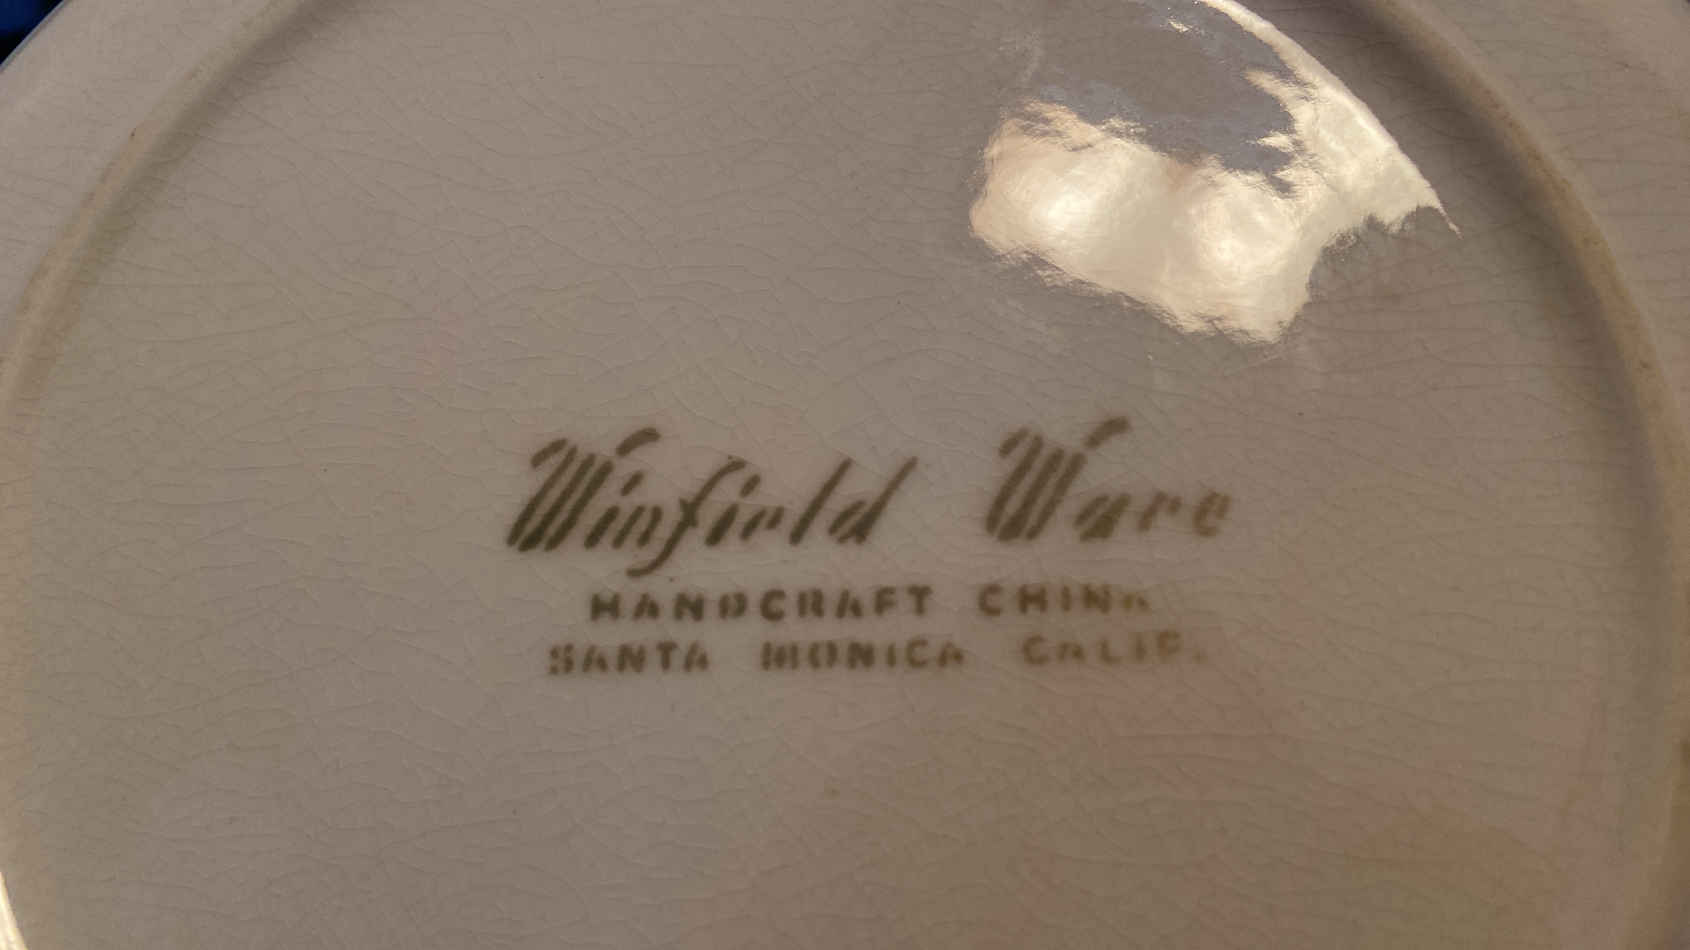 Winfield Ware
HANDCRAFT CHINA
SANTA MONICA CALIF.